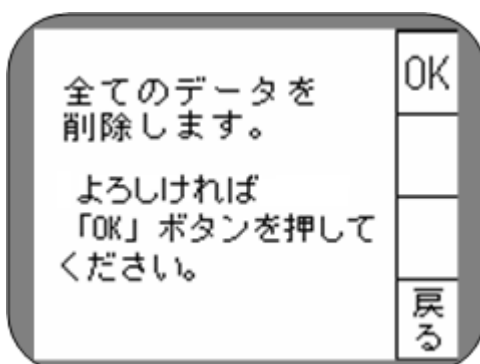 全てのデータを
削除します。
よろしければ
「OK」ボタンを押して
ください。
OK
戻
る